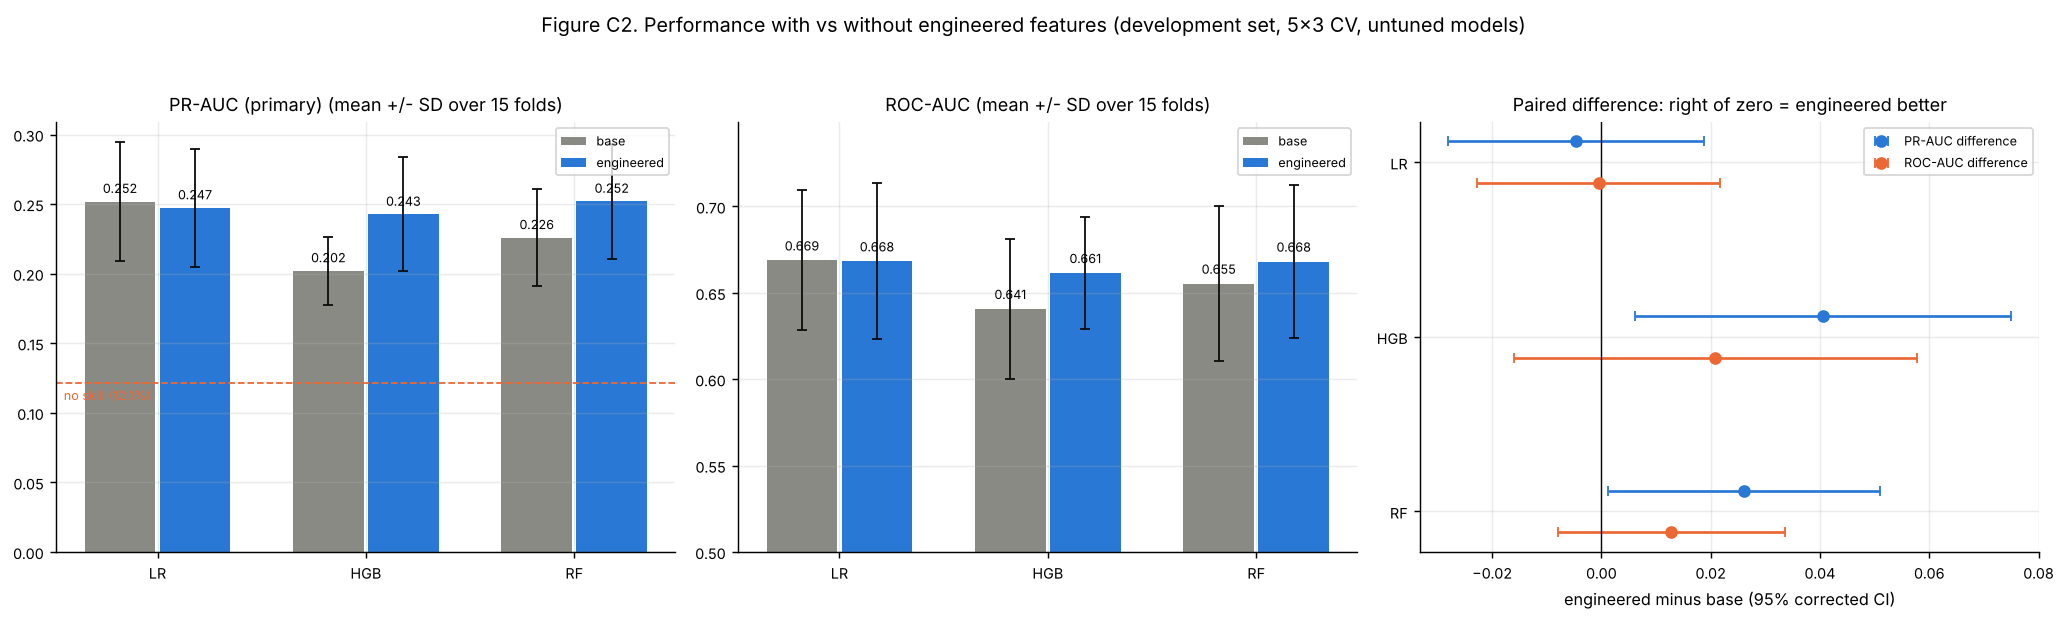 Figure C2. Performance with vs without engineered features (development set, 5×3 CV, untuned models)
PR-AUC (primary) (mean +/- SD over 15 folds)
0.30
0.25
0.20
0.15
0.10
0.05
0.00
base
engineered
0.252
0.247
0.202
0.243
0.226
0.252
no
LR
HGB
RF
ROC-AUC (mean +/- SD over 15 folds)
0.70
0.65
0.60
0.55
0.50
base
engineered
0.669
0.668
0.641
0.661
0.655
0.668
LR
HGB
RF
Paired difference: right of zero = engineered better
PR-AUC difference
ROC-AUC difference
LR
HGB
RF
−0.02
0.00
0.02
0.04
0.06
0.08
engineered minus base (95% corrected CI)